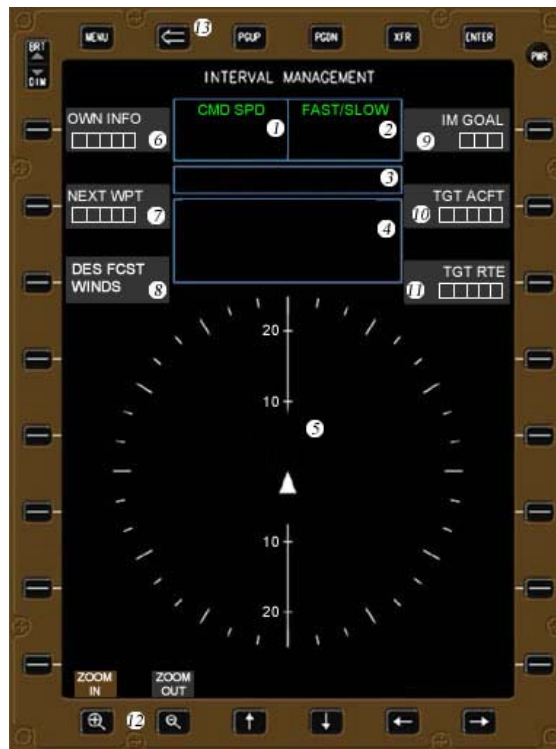 MENU 13 PGUP PGDN XFR ENTER
BRT
DIM
PWR
INTERVAL MANAGEMENT
OWN INFO
6
CMD SPD
1
FAST/SLOW
2
IM GOAL
9
3
NEXT WPT
7
4
TGT ACFT
10
DES FCST
WINDS
8
TGT RTE
11
20
10
5
10
20
ZOOM
IN
ZOOM
OUT
12